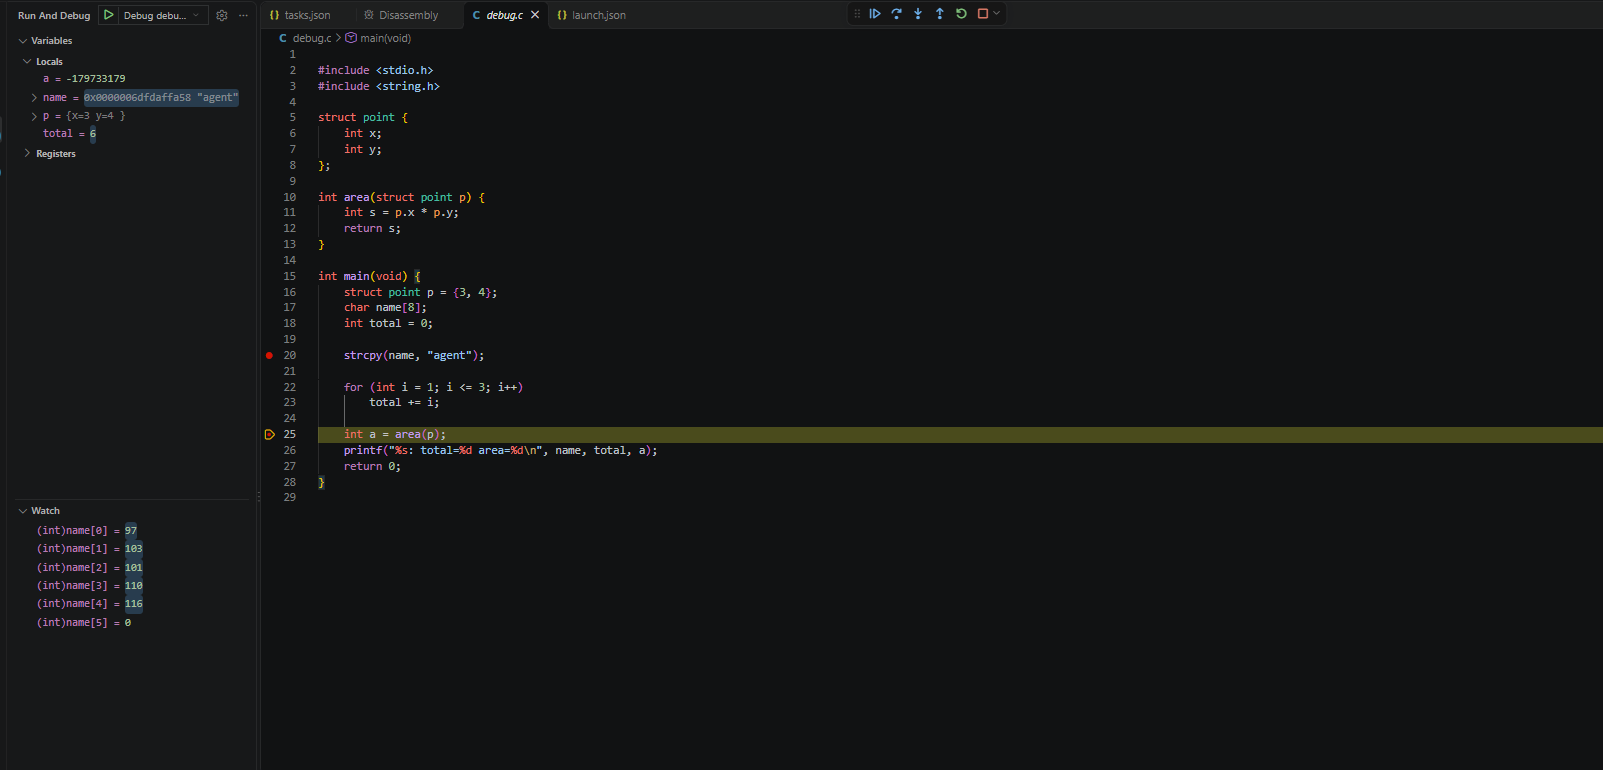 Run And Debug Debug debu... ...
Variables
Locals
a = -179733179
name = 0x0000006dfdaffa58 "agent"
p = {x=3 y=4 }
total = 6
Registers
Watch
(int)name[0] = 97
(int)name[1] = 103
(int)name[2] = 101
(int)name[3] = 110
(int)name[4] = 116
(int)name[5] = 0
{} tasks.json Disassembly C debug.c {} launch.json
C debug.c > main(void)
1
2 #include <stdio.h>
3 #include <string.h>
4
5 struct point {
6 int x;
7 int y;
8 };
9
10 int area(struct point p) {
11 int s = p.x * p.y;
12 return s;
13 }
14
15 int main(void) {
16 struct point p = {3, 4};
17 char name[8];
18 int total = 0;
19
20 strcpy(name, "agent");
21
22 for (int i = 1; i <= 3; i++)
23 total += i;
24
25 int a = area(p);
26 printf("%s: total=%d area=%d\n", name, total, a);
27 return 0;
28 }
29